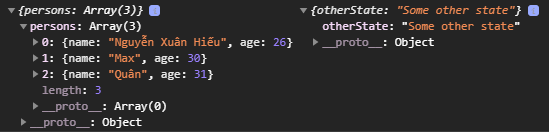 ▼{persons: Array(3)} i ▼{otherState: "Some other state"} i
▼persons: Array(3) otherState: "Some other state"
▶0: {name: "Nguyễn Xuân Hiếu", age: 26} ▶__proto__: Object
▶1: {name: "Max", age: 30}
▶2: {name: "Quân", age: 31}
length: 3
▶__proto__: Array(0)
▶__proto__: Object